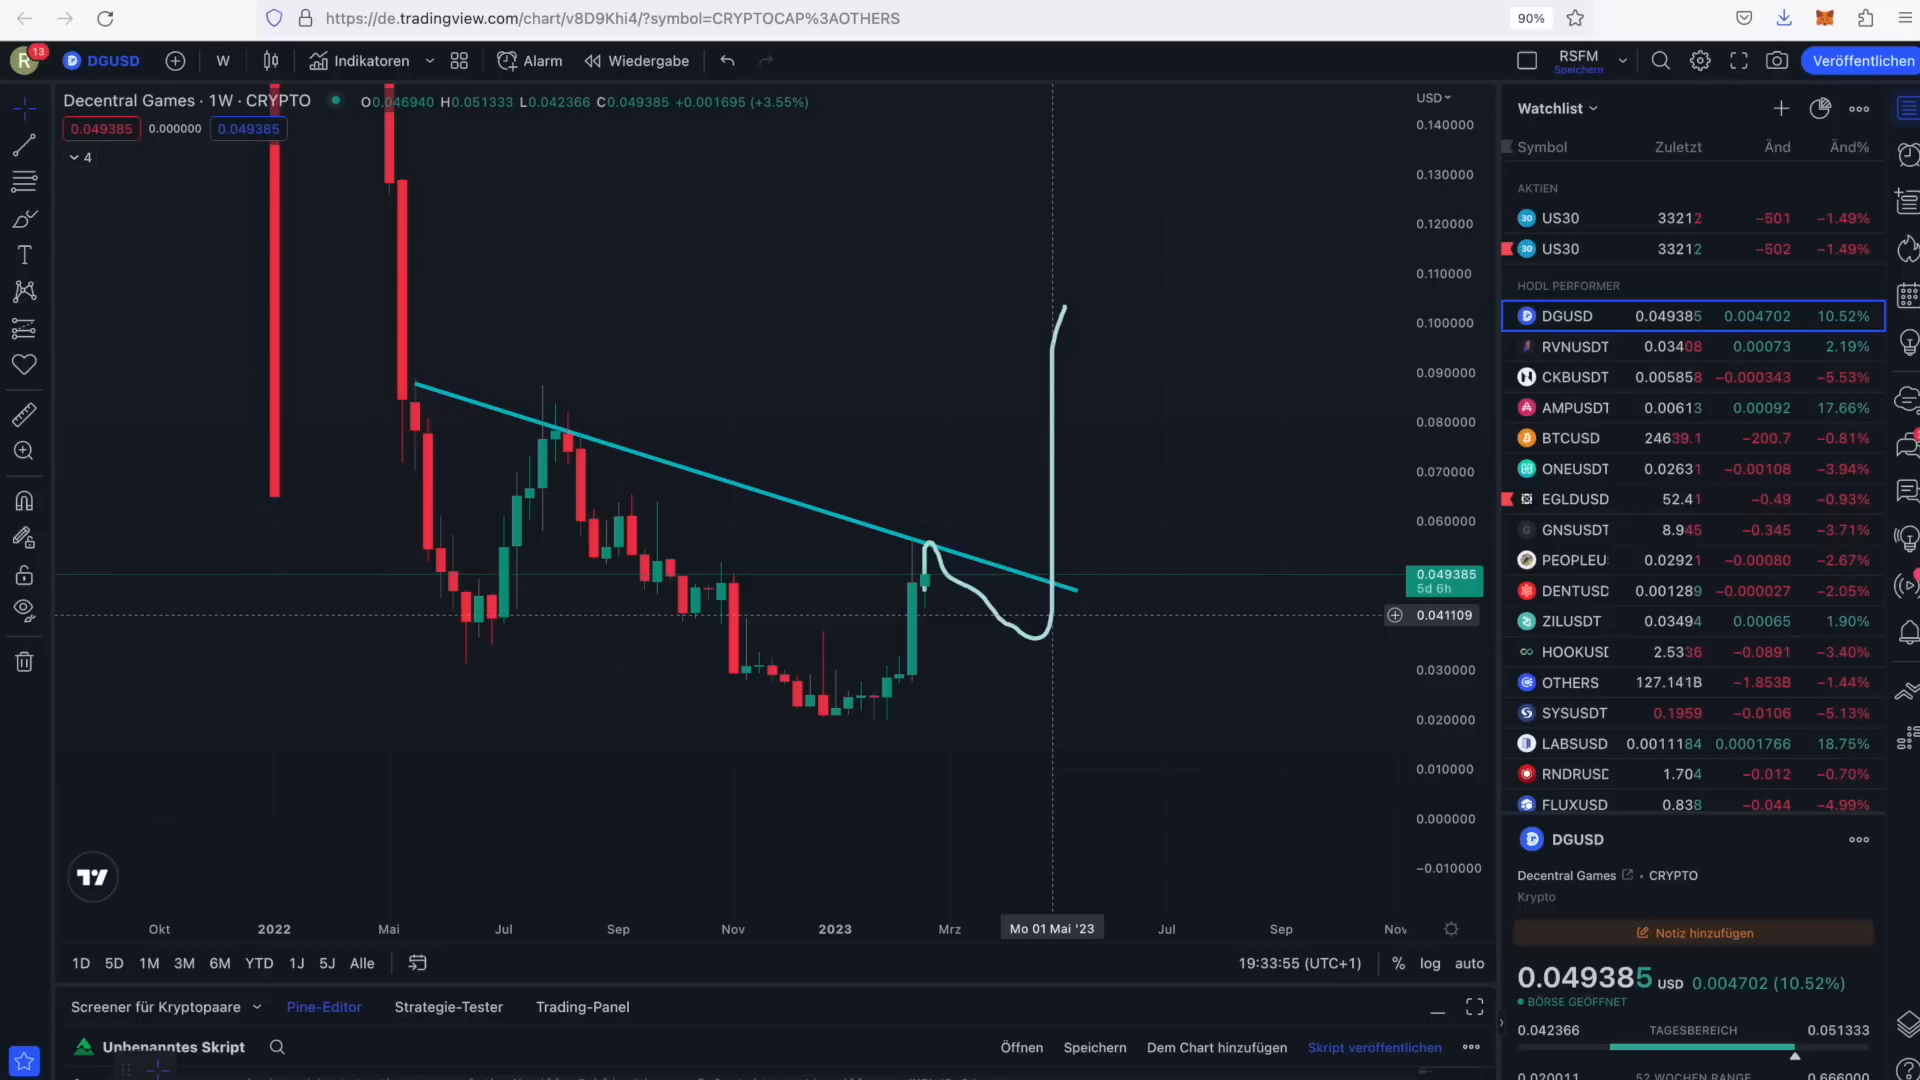 https://de.tradingview.com/chart/v8D9Khi4/?symbol=CRYPTOCAP%3AOTHERS
90%
R
13
DGUSD
W
Indikatoren
Alarm
Wiedergabe
RSFM
Speichern
Veröffentlichen
Decentral Games · 1W · CRYPTO
O0.046940 H0.051333 L0.042366 C0.049385 +0.001695 (+3.55%)
0.049385 0.000000 0.049385
4
USD
0.140000
0.130000
0.120000
0.110000
0.100000
0.090000
0.080000
0.070000
0.060000
0.049385
5d 6h
0.041109
0.030000
0.020000
0.010000
0.000000
−0.010000
Okt 2022 Mai Jul Sep Nov 2023 Mrz Mo 01 Mai '23 Jul Sep Nov
1D 5D 1M 3M 6M YTD 1J 5J Alle
19:33:55 (UTC+1) % log auto
Screener für Kryptopaare Pine-Editor Strategie-Tester Trading-Panel
Unbenanntes Skript
Öffnen Speichern Dem Chart hinzufügen Skript veröffentlichen
Watchlist
Symbol Zuletzt Änd Änd%
AKTIEN
US30 33212 −501 −1.49%
US30 33212 −502 −1.49%
HODL PERFORMER
DGUSD 0.049385 0.004702 10.52%
RVNUSDT 0.03408 0.00073 2.19%
CKBUSDT 0.005858 −0.000343 −5.53%
AMPUSDT 0.00613 0.00092 17.66%
BTCUSD 24639.1 −200.7 −0.81%
ONEUSDT 0.02631 −0.00108 −3.94%
EGLDUSD 52.41 −0.49 −0.93%
GNSUSDT 8.945 −0.345 −3.71%
PEOPLEU 0.02921 −0.00080 −2.67%
DENTUSD 0.001289 −0.000027 −2.05%
ZILUSDT 0.03494 0.00065 1.90%
HOOKUSD 2.5336 −0.0891 −3.40%
OTHERS 127.141B −1.853B −1.44%
SYSUSDT 0.1959 −0.0106 −5.13%
LABSUSD 0.0011184 0.0001766 18.75%
RNDRUSD 1.704 −0.012 −0.70%
FLUXUSD 0.838 −0.044 −4.99%
DGUSD
Decentral Games • CRYPTO
Krypto
Notiz hinzufügen
0.049385 USD 0.004702 (10.52%)
BÖRSE GEÖFFNET
0.042366 TAGESBEREICH 0.051333
0.020011 52 WOCHEN RANGE 0.666000